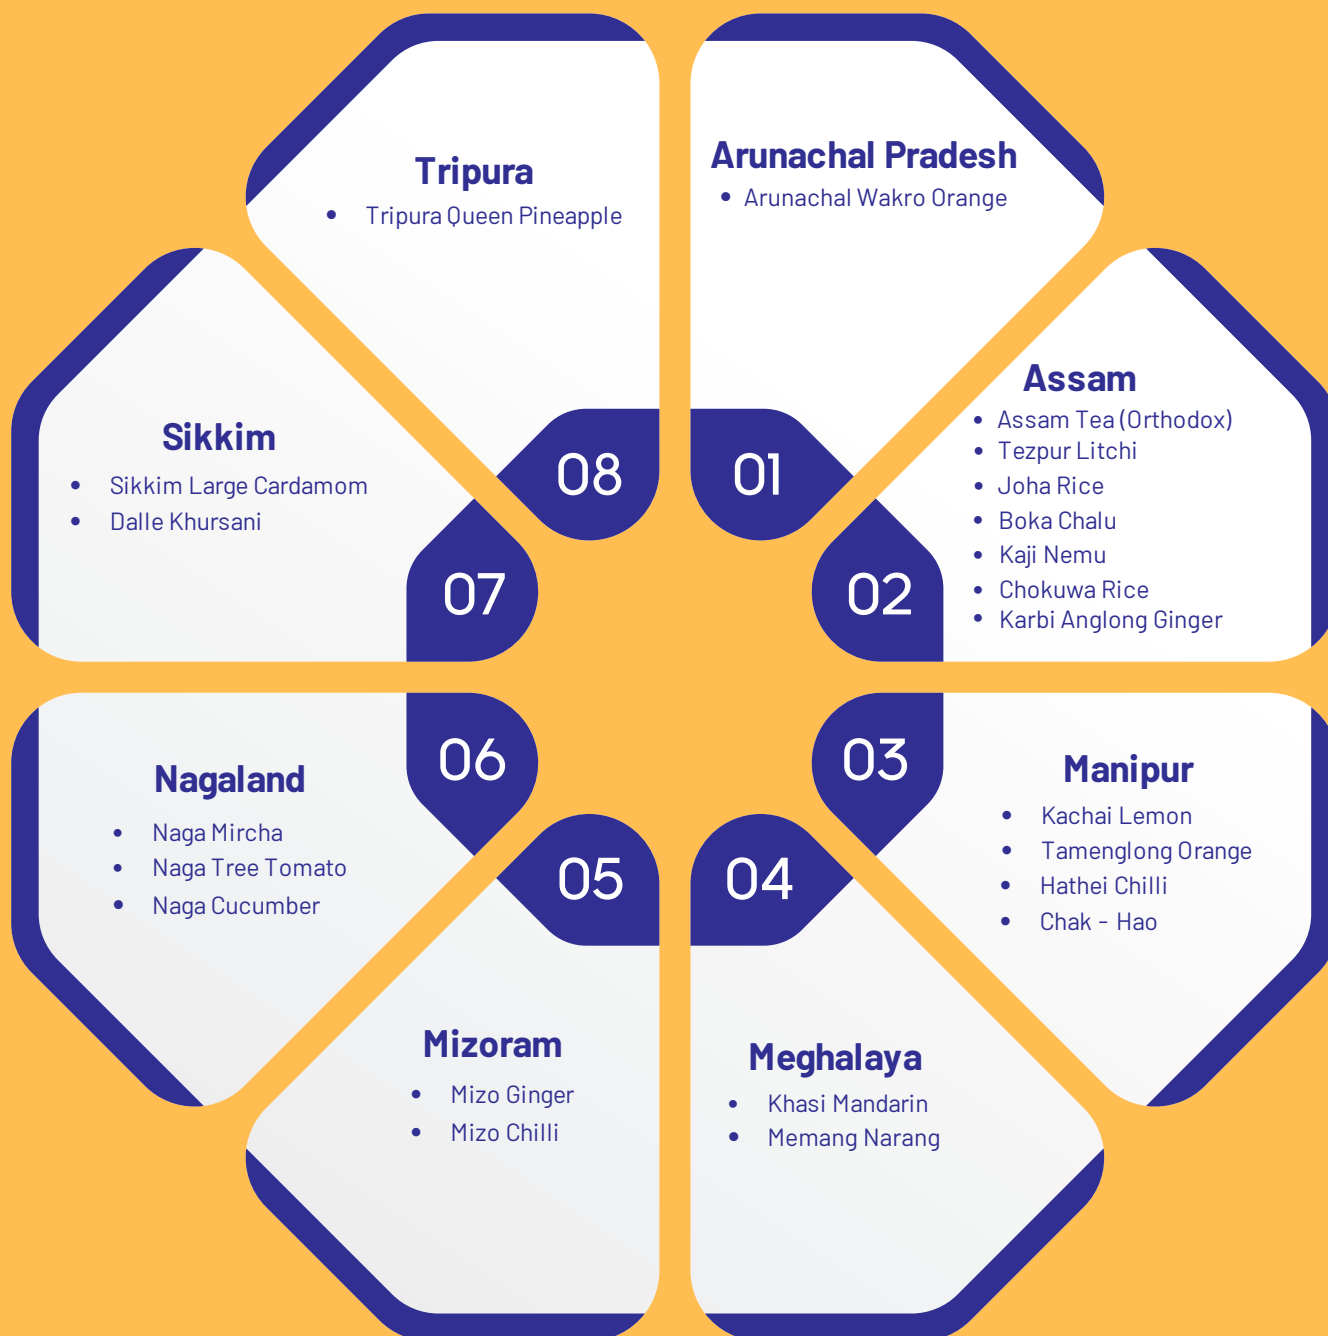 Arunachal Pradesh
• Arunachal Wakro Orange
01
Assam
• Assam Tea (Orthodox)
• Tezpur Litchi
• Joha Rice
• Boka Chalu
• Kaji Nemu
• Chokuwa Rice
• Karbi Anglong Ginger
02
Manipur
• Kachai Lemon
• Tamenglong Orange
• Hathei Chilli
• Chak - Hao
03
Meghalaya
• Khasi Mandarin
• Memang Narang
04
Mizoram
• Mizo Ginger
• Mizo Chilli
05
Nagaland
• Naga Mircha
• Naga Tree Tomato
• Naga Cucumber
06
Sikkim
• Sikkim Large Cardamom
• Dalle Khursani
07
Tripura
• Tripura Queen Pineapple
08